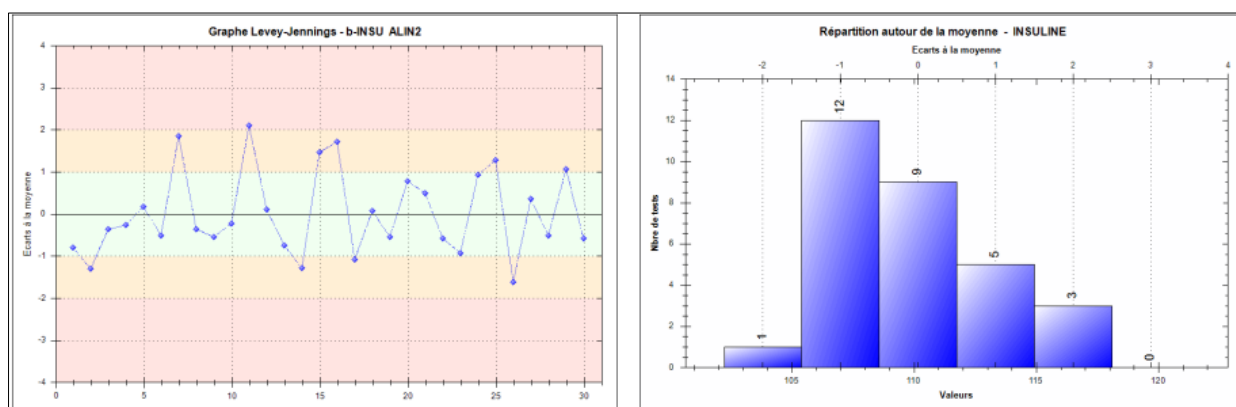 Graphe Levey-Jennings - b-INSU ALIN2
Ecarts à la moyenne
4
3
2
1
0
-1
-2
-3
-4
0 5 10 15 20 25 30
Répartition autour de la moyenne - INSULINE
Ecarts à la moyenne
-2 -1 0 1 2 3 4
Nbre de tests
14
12
10
8
6
4
2
0
1 12 9 5 3 0
105 110 115 120
Valeurs